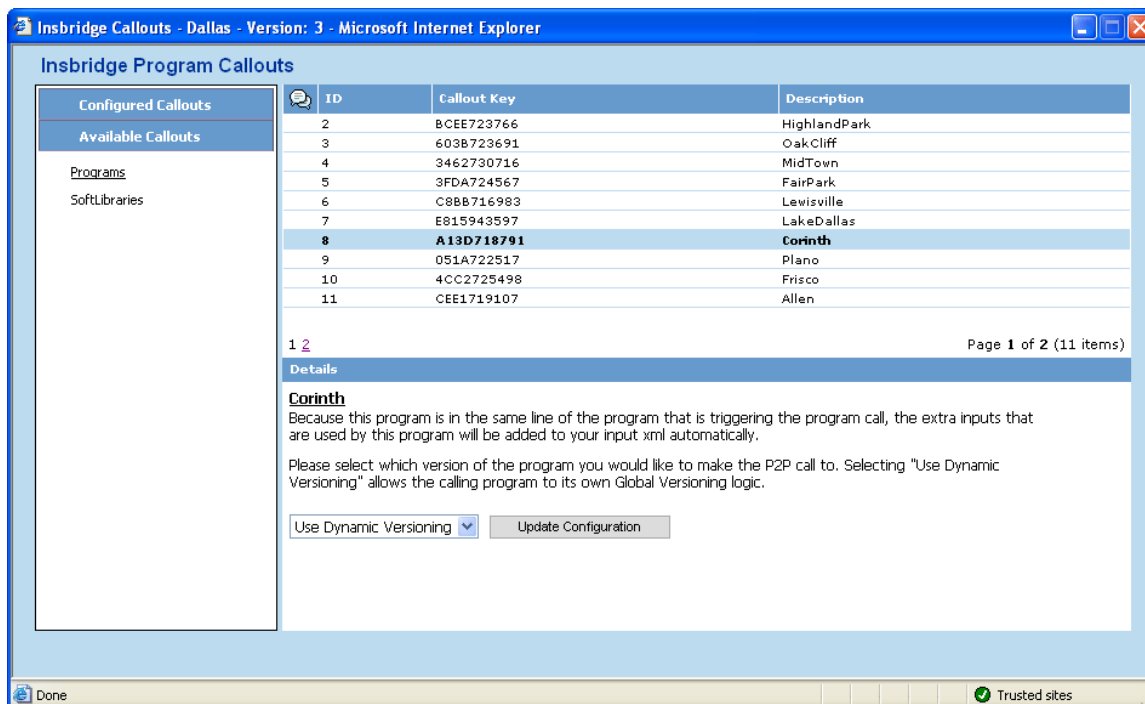 Insbridge Callouts - Dallas - Version: 3 - Microsoft Internet Explorer
Insbridge Program Callouts
Configured Callouts
Available Callouts
Programs
SoftLibraries
ID Callout Key Description
2 BCEE723766 HighlandPark
3 603B723691 OakCliff
4 3462730716 MidTown
5 3FDA724567 FairPark
6 C8BB716983 Lewisville
7 E815943597 LakeDallas
8 A13D718791 Corinth
9 051A722517 Plano
10 4CC2725498 Frisco
11 CEE1719107 Allen
1 2 Page 1 of 2 (11 items)
Details
Corinth
Because this program is in the same line of the program that is triggering the program call, the extra inputs that
are used by this program will be added to your input xml automatically.
Please select which version of the program you would like to make the P2P call to. Selecting "Use Dynamic
Versioning" allows the calling program to its own Global Versioning logic.
Use Dynamic Versioning Update Configuration
Done Trusted sites